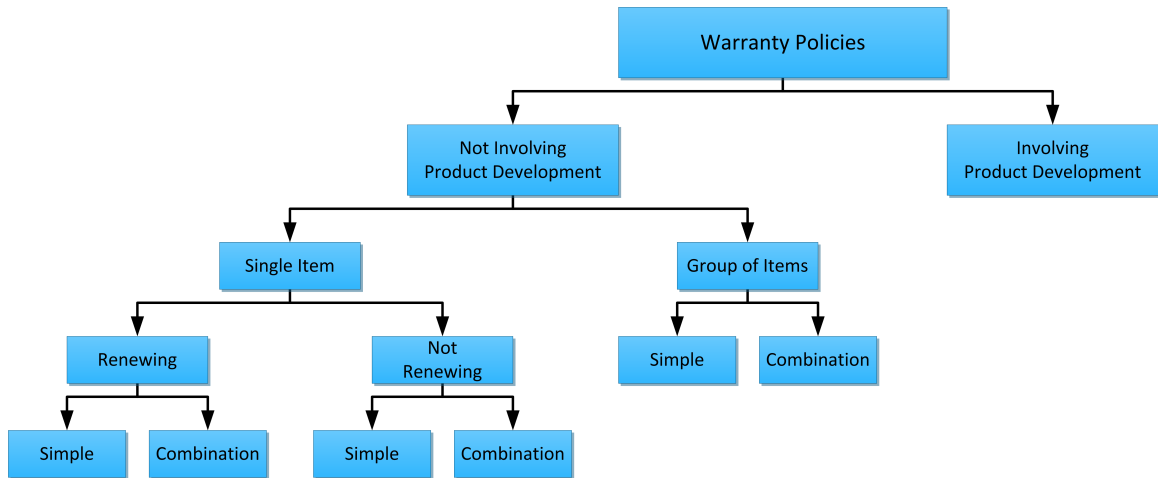 Warranty Policies
Not Involving
Product Development
Involving
Product Development
Single Item
Group of Items
Renewing
Not
Renewing
Simple
Combination
Simple
Combination
Simple
Combination